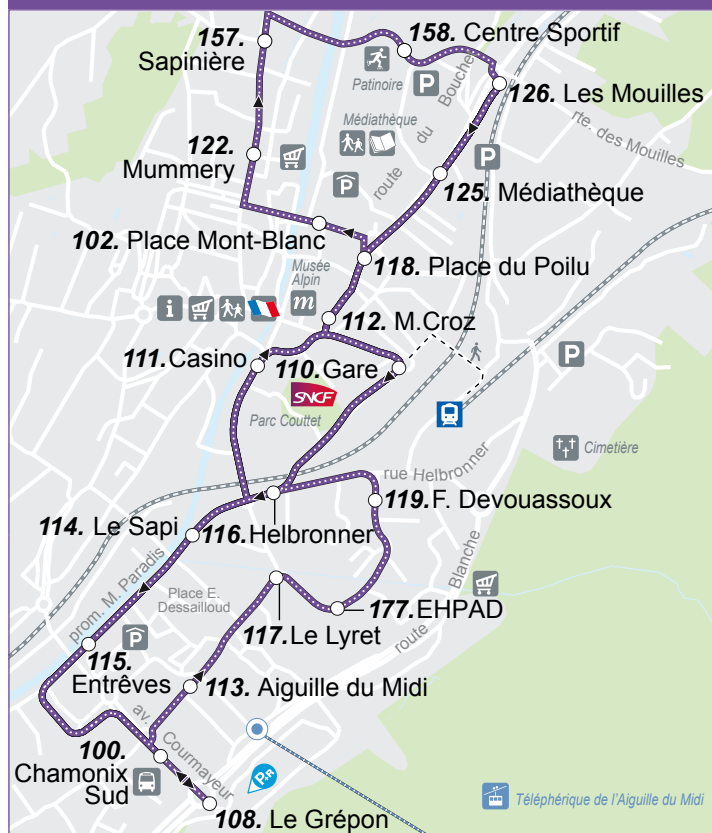 157.
Sapinière
158. Centre Sportif
Patinoire
P
126. Les Mouilles
rte. des Mouilles
Médiathèque
route du Bouchet
122.
Mummery
P
P
125. Médiathèque
102. Place Mont-Blanc
118. Place du Poilu
Musée
Alpin
i
m
112. M.Croz
111. Casino
110. Gare
SNCF
P
Parc Couttet
Cimetière
rue Helbronner
119. F. Devouassoux
114. Le Sapi
116. Helbronner
prom. M. Paradis
Place E.
Dessailloud
177. EHPAD
117. Le Lyret
route Blanche
P
115.
Entrêves
113. Aiguille du Midi
av. Courmayeur
100.
Chamonix
Sud
P+R
108. Le Grépon
Téléphérique de l'Aiguille du Midi